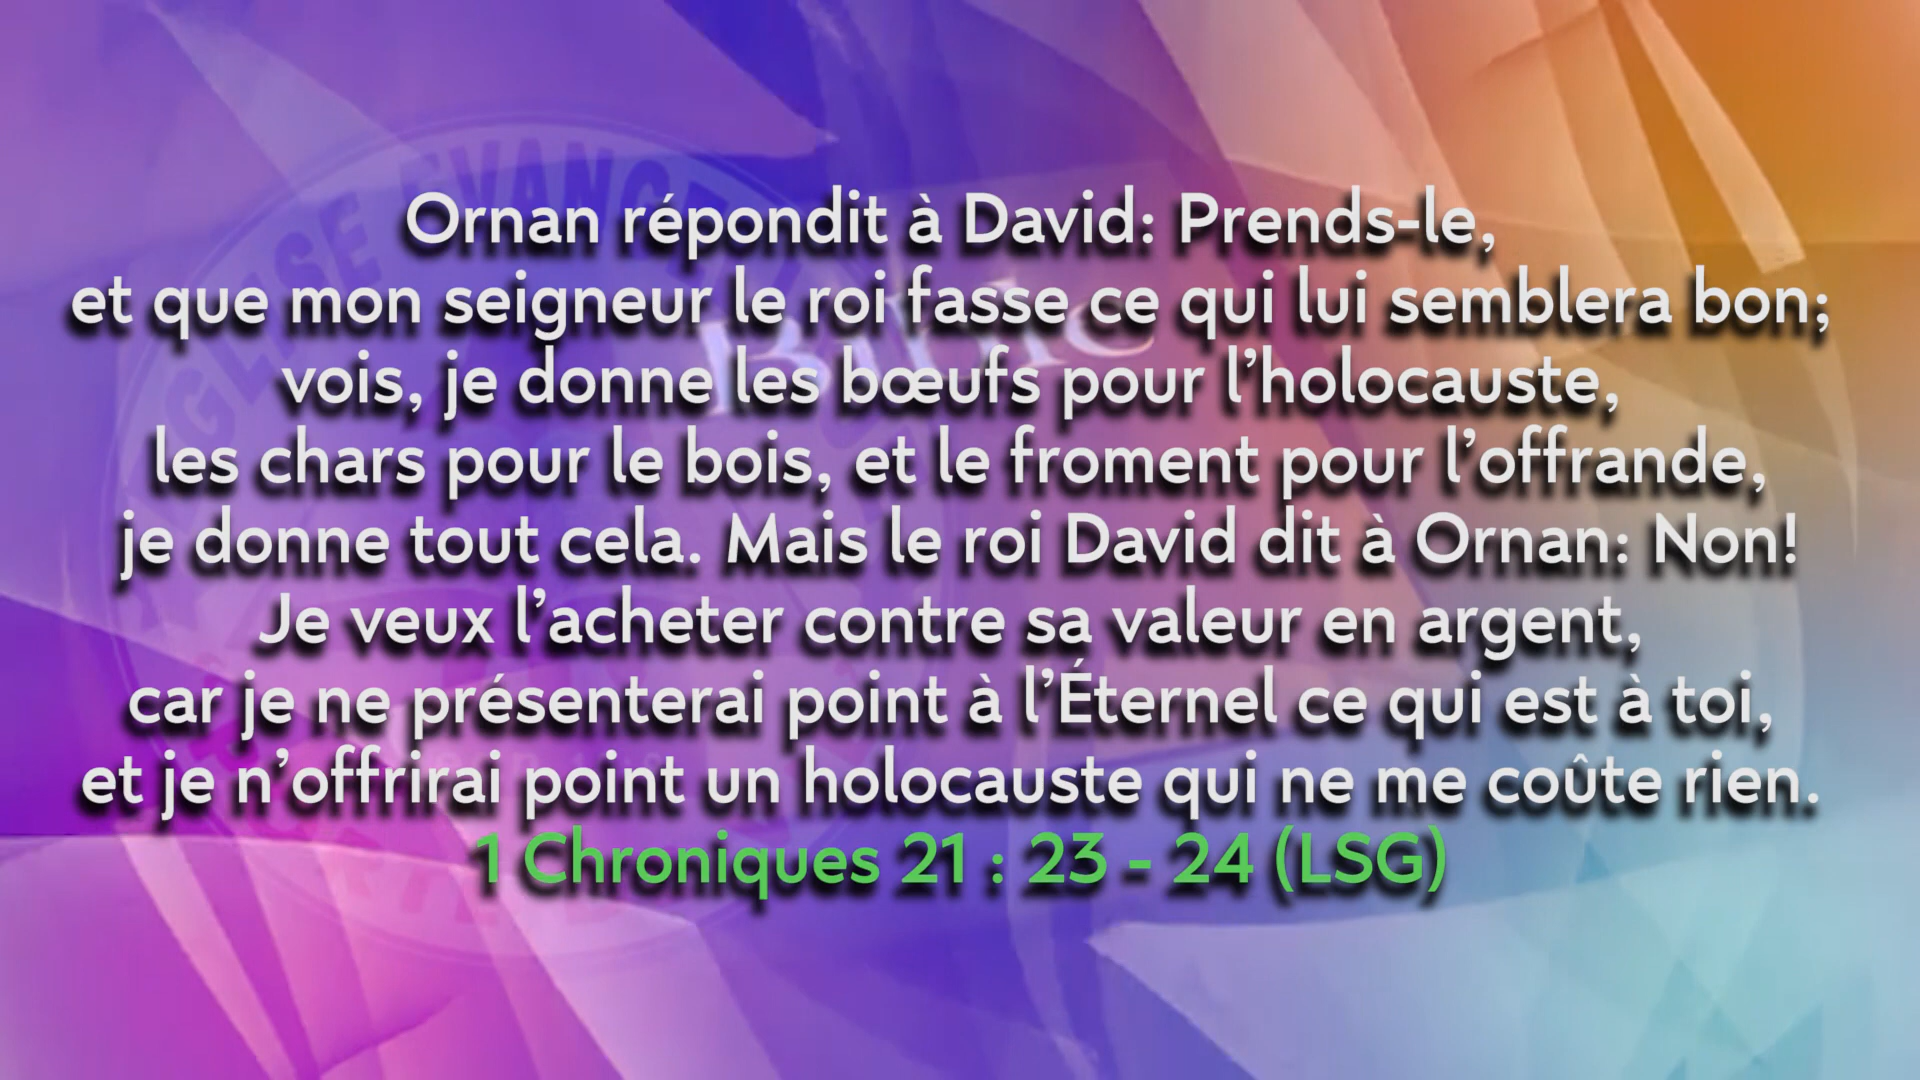 Ornan répondit à David: Prends-le,
et que mon seigneur le roi fasse ce qui lui semblera bon;
vois, je donne les bœufs pour l’holocauste,
les chars pour le bois, et le froment pour l’offrande,
je donne tout cela. Mais le roi David dit à Ornan: Non!
Je veux l’acheter contre sa valeur en argent,
car je ne présenterai point à l’Éternel ce qui est à toi,
et je n’offrirai point un holocauste qui ne me coûte rien.
1 Chroniques 21 : 23 - 24 (LSG)